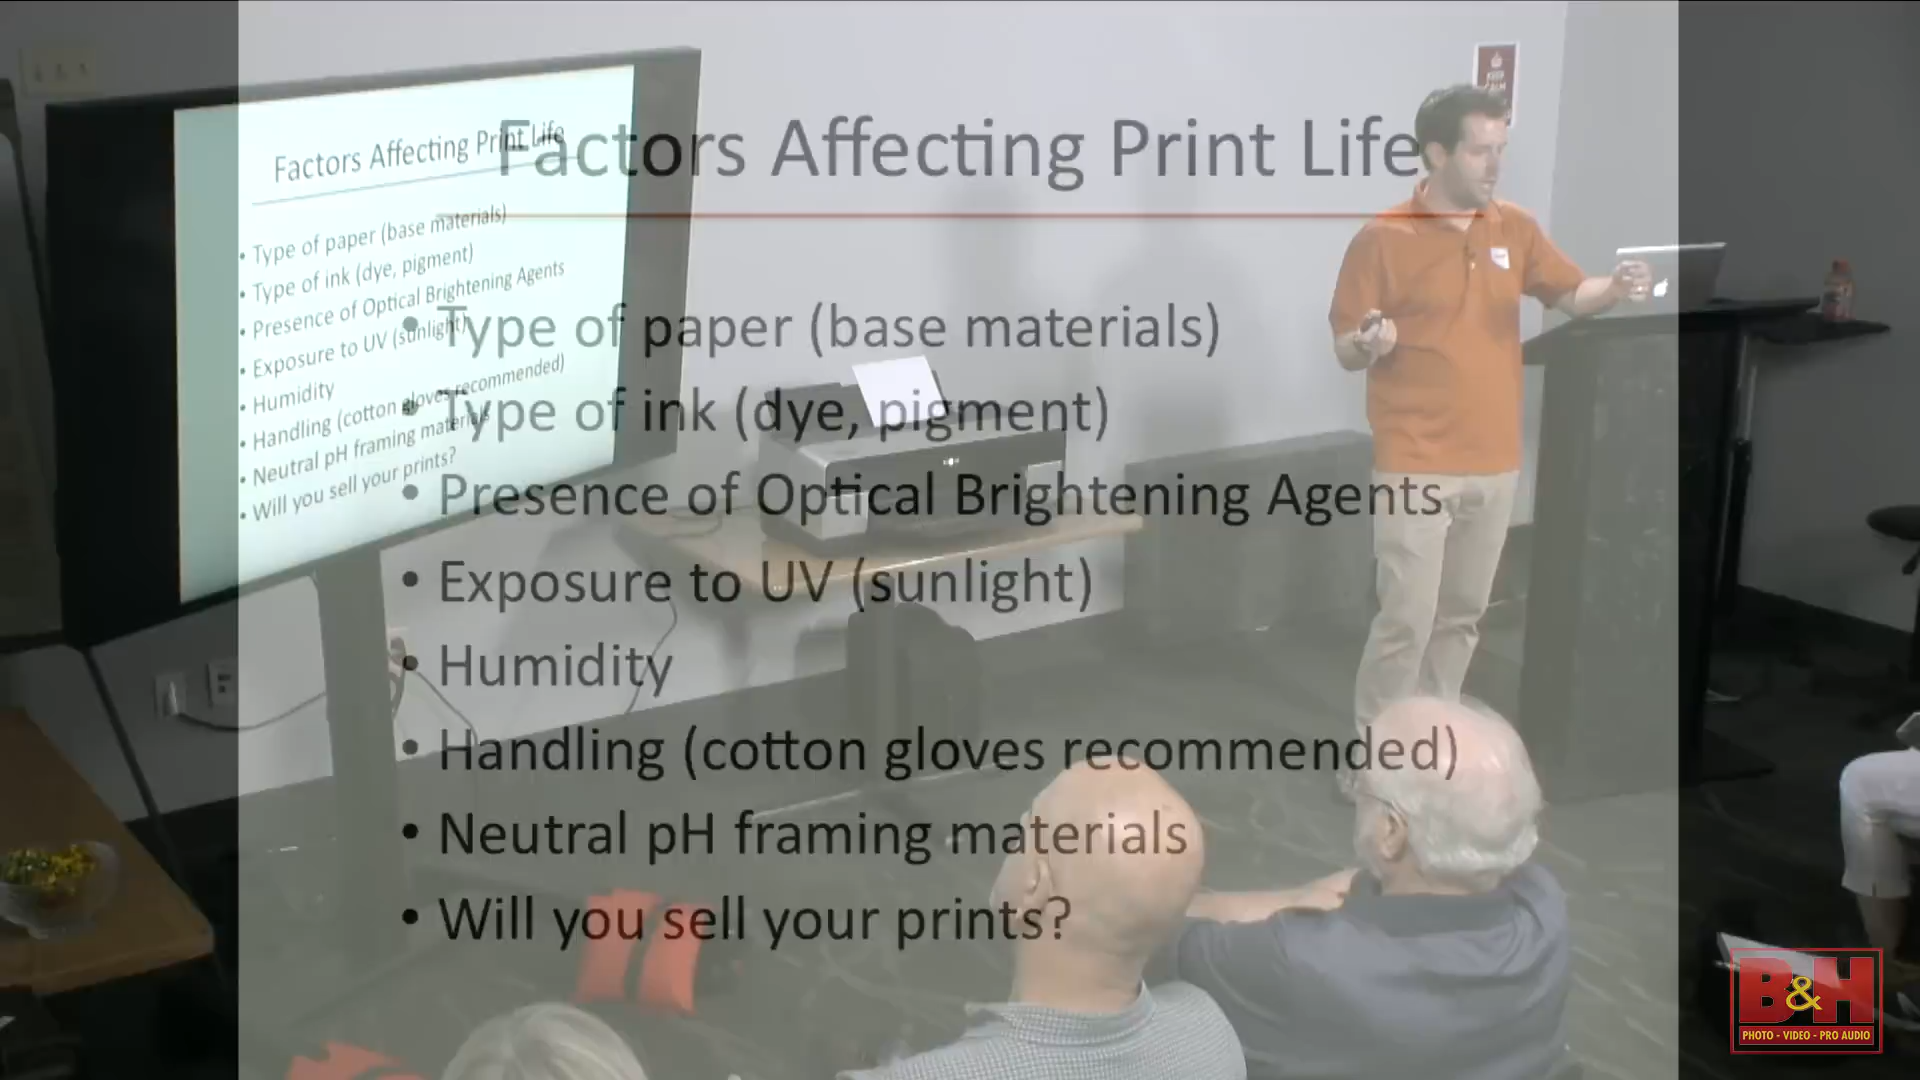 Factors Affecting Print Life
• Type of paper (base materials)
• Type of ink (dye, pigment)
• Presence of Optical Brightening Agents
• Exposure to UV (sunlight)
• Humidity
• Handling (cotton gloves recommended)
• Neutral pH framing materials
• Will you sell your prints?
Factors Affecting Print Life
• Type of paper (base materials)
• Type of ink (dye, pigment)
• Presence of Optical Brightening Agents
• Exposure to UV (sunlight)
• Humidity
• Handling (cotton gloves recommended)
• Neutral pH framing materials
• Will you sell your prints?
KEEP
CALM
B&H
PHOTO - VIDEO - PRO AUDIO